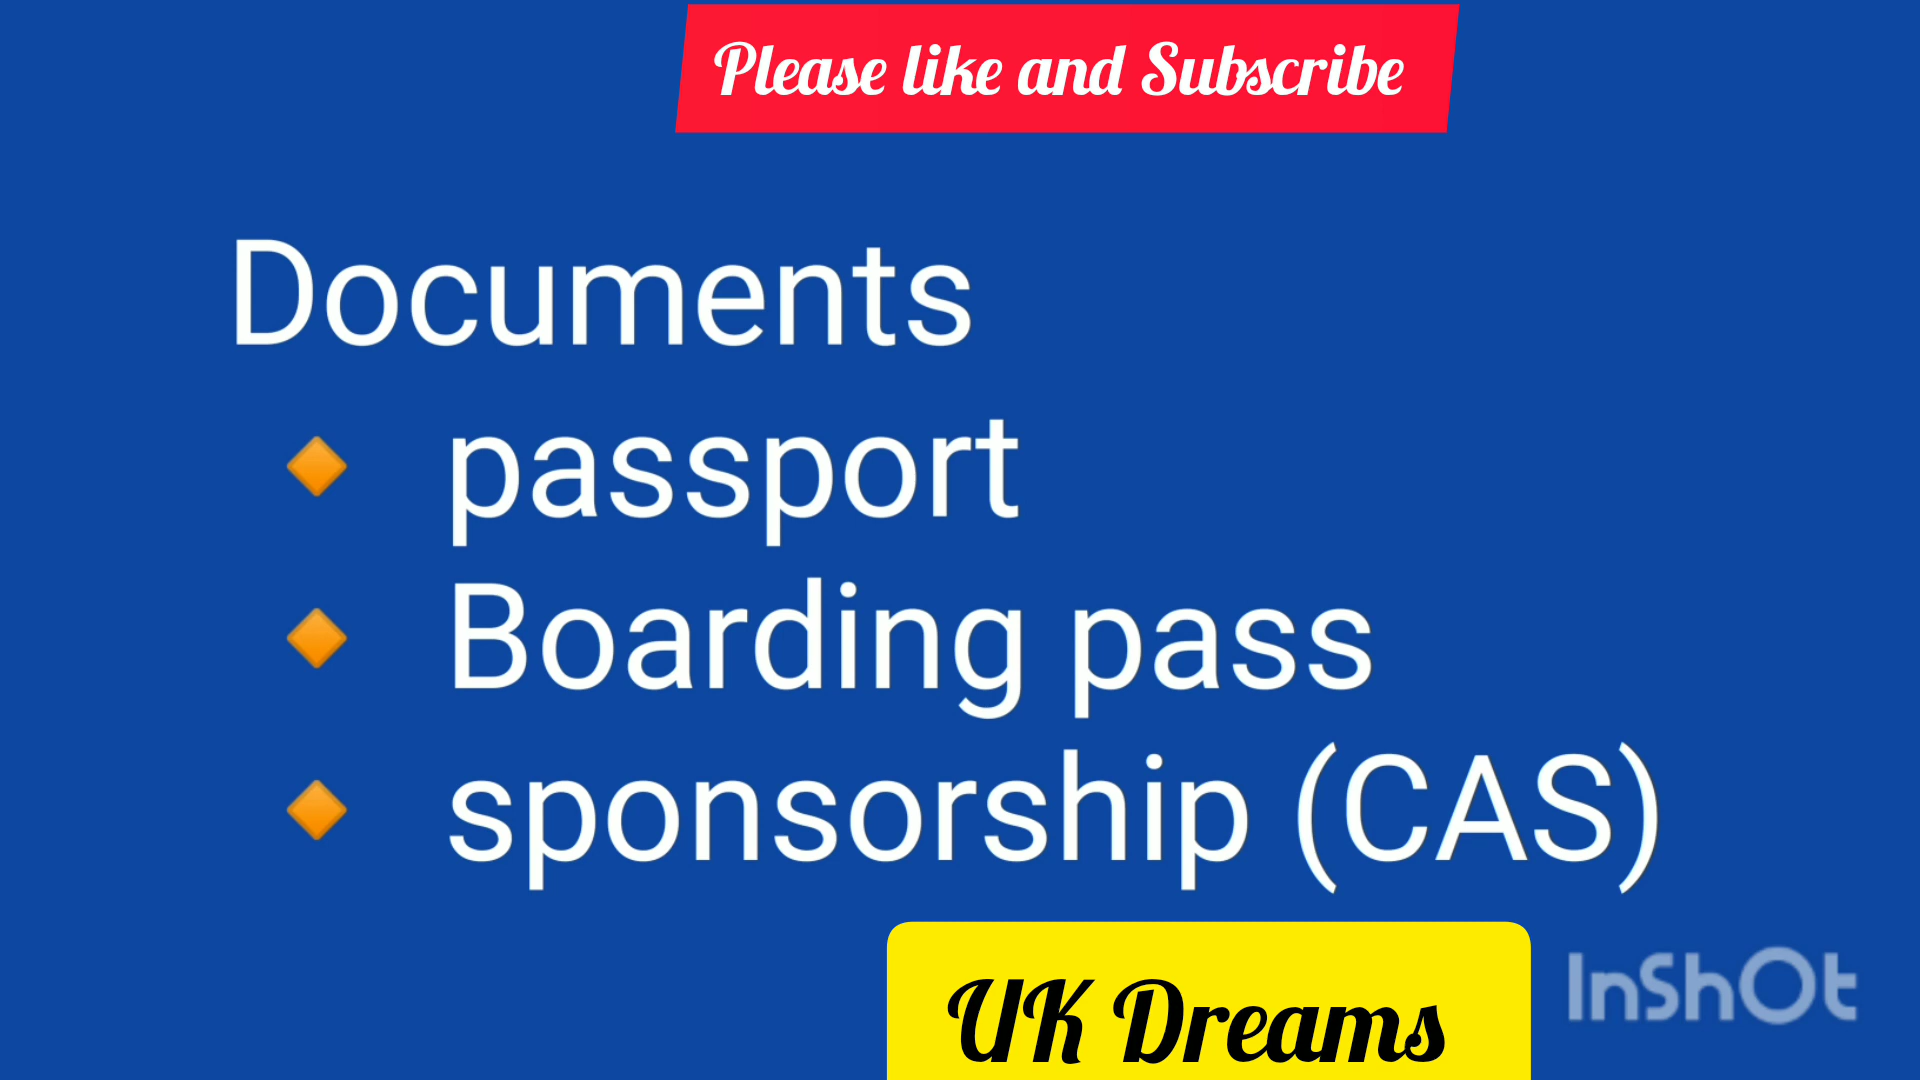 Please like and Subscribe
Documents
🔸 passport
🔸 Boarding pass
🔸 sponsorship (CAS)
UK Dreams
InShOt